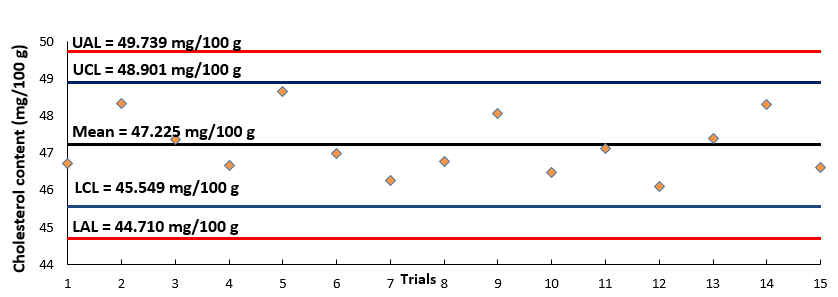 Cholesterol content (mg/100 g)
50
49
48
47
46
45
44
UAL = 49.739 mg/100 g
UCL = 48.901 mg/100 g
Mean = 47.225 mg/100 g
LCL = 45.549 mg/100 g
LAL = 44.710 mg/100 g
1 2 3 4 5 6 7 8 9 10 11 12 13 14 15
Trials